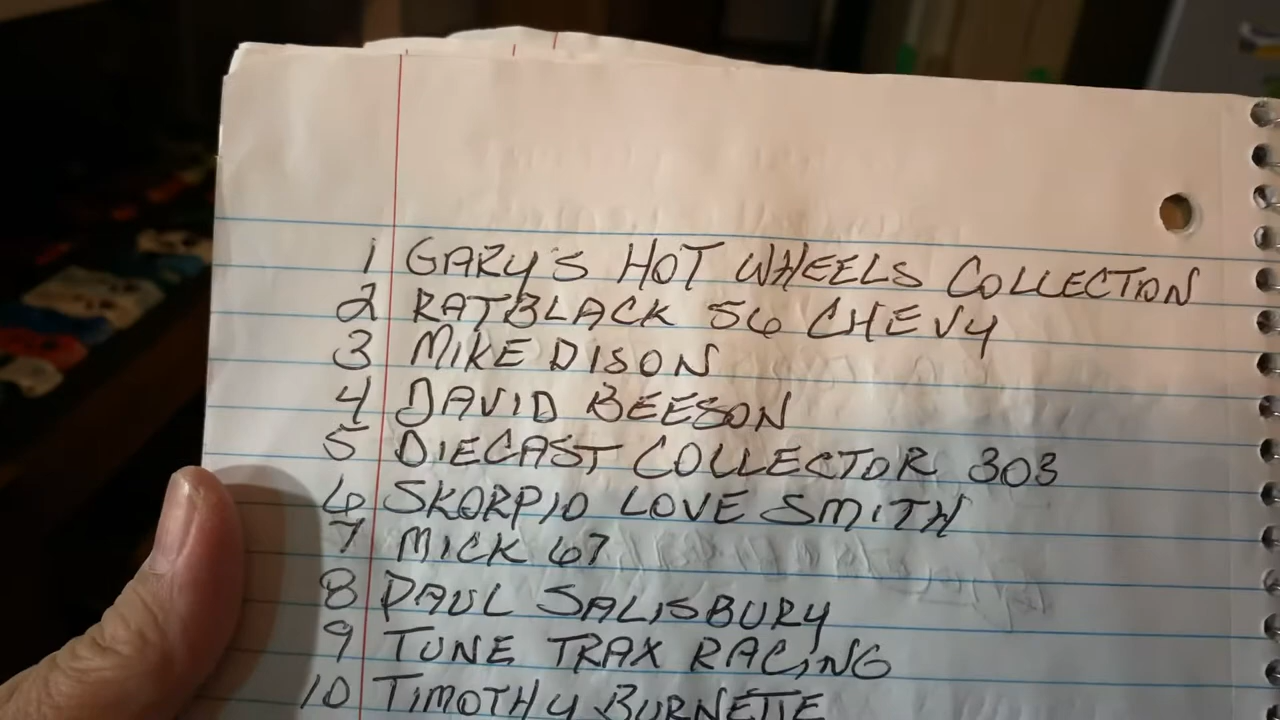 1 GARY'S HOT WHEELS COLLECTION
2 RATBLACK 56 CHEVY
3 MIKE DISON
4 DAVID BEESON
5 DIECAST COLLECTOR 303
6 SKORPIO LOVE SMITH
7 MICK 67
8 PAUL SALISBURY
9 TUNE TRAX RACING
10 TIMOTHY BURNETTE